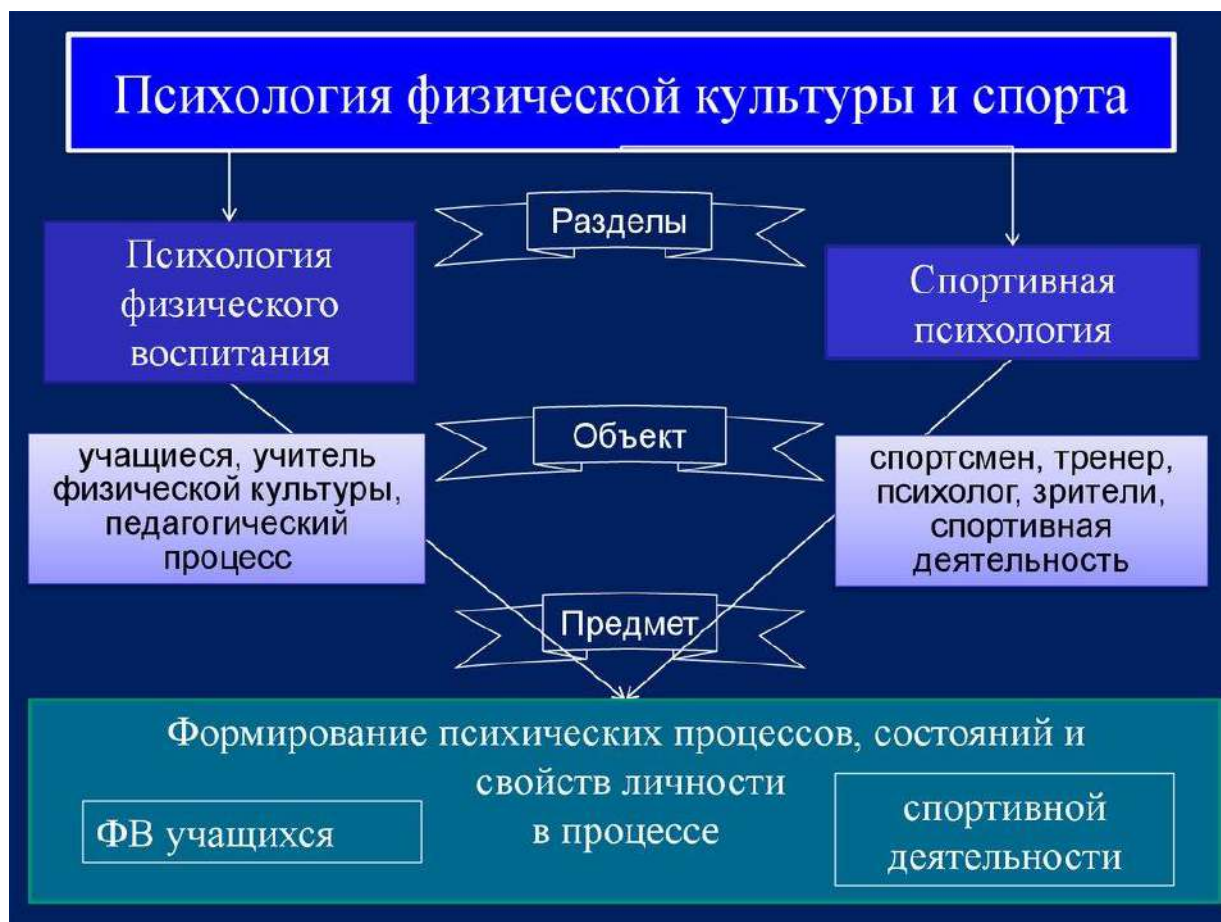 Психология физической культуры и спорта
Разделы
Психология
физического
воспитания
Спортивная
психология
Объект
учащиеся, учитель
физической культуры,
педагогический
процесс
спортсмен, тренер,
психолог, зрители,
спортивная
деятельность
Предмет
Формирование психических процессов, состояний и
свойств личности
в процессе
ФВ учащихся
спортивной
деятельности